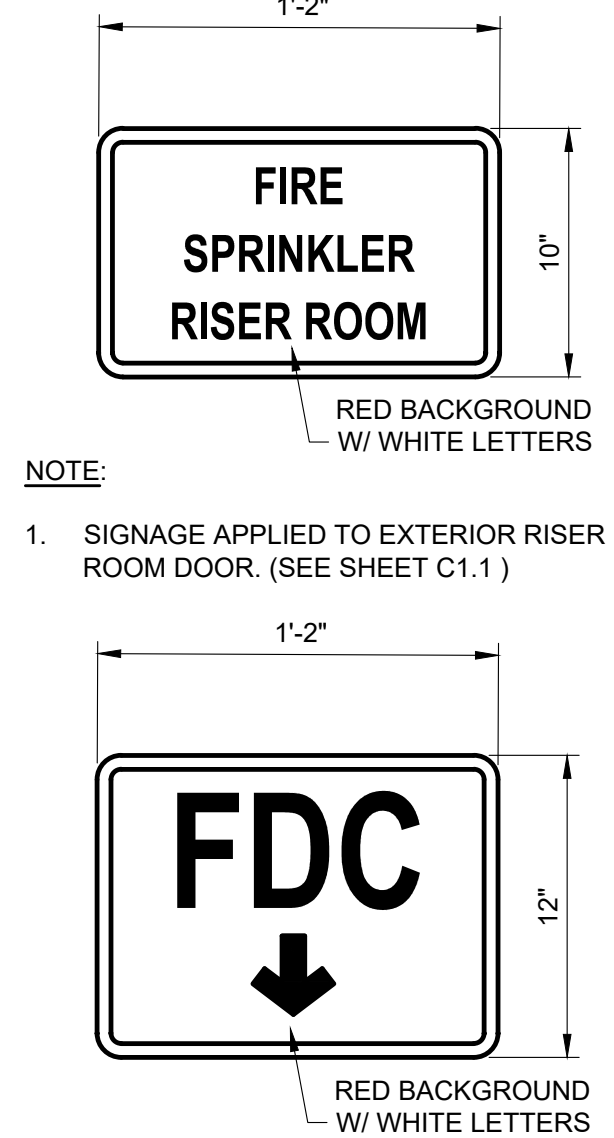 1'-2"
FIRE
SPRINKLER
RISER ROOM
10"
RED BACKGROUND
W/ WHITE LETTERS
NOTE:
1. SIGNAGE APPLIED TO EXTERIOR RISER
ROOM DOOR. (SEE SHEET C1.1 )
1'-2"
FDC
12"
RED BACKGROUND
W/ WHITE LETTERS